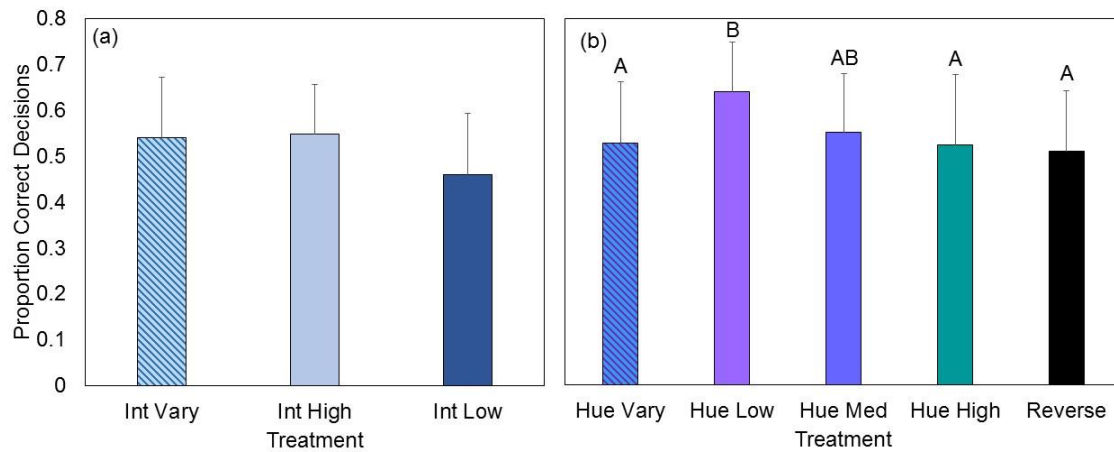 Proportion Correct Decisions
0.8
0.7
0.6
0.5
0.4
0.3
0.2
0.1
0
(a)
Int Vary Int High Int Low
Treatment
(b)
A B AB A A
Hue Vary Hue Low Hue Med Hue High Reverse
Treatment